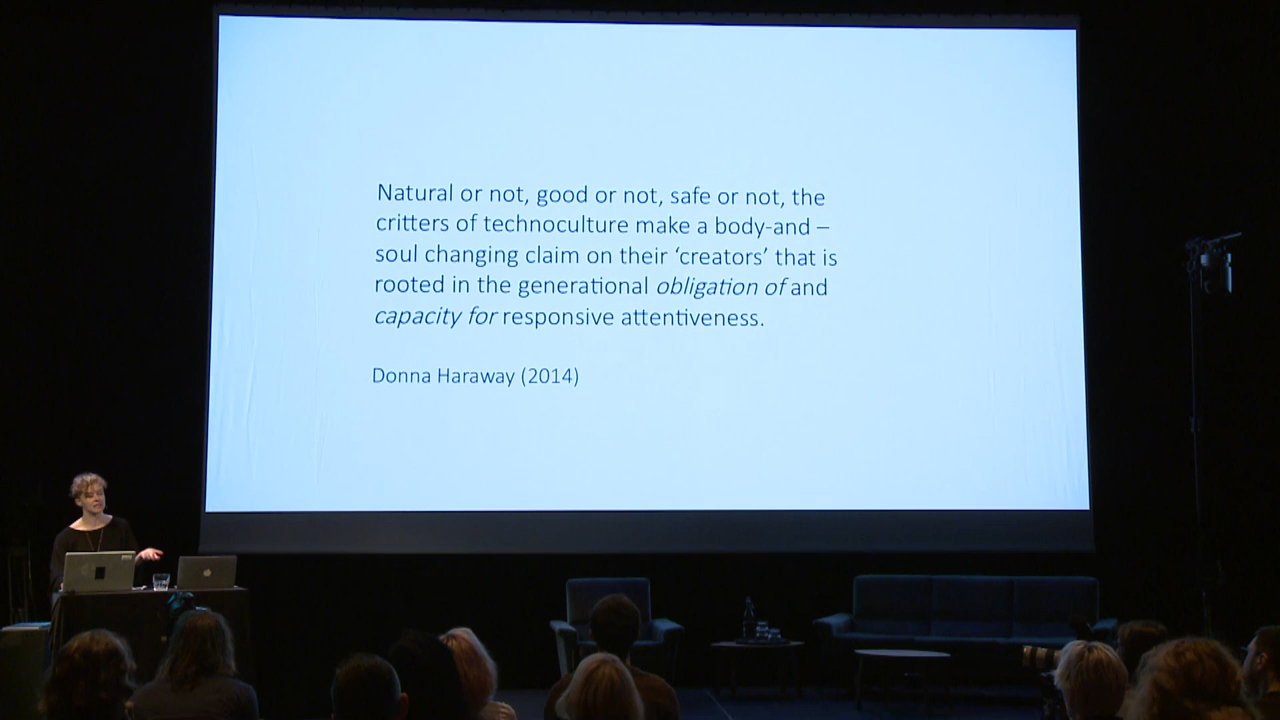 Natural or not, good or not, safe or not, the
critters of technoculture make a body-and –
soul changing claim on their ‘creators’ that is
rooted in the generational obligation of and
capacity for responsive attentiveness.
Donna Haraway (2014)